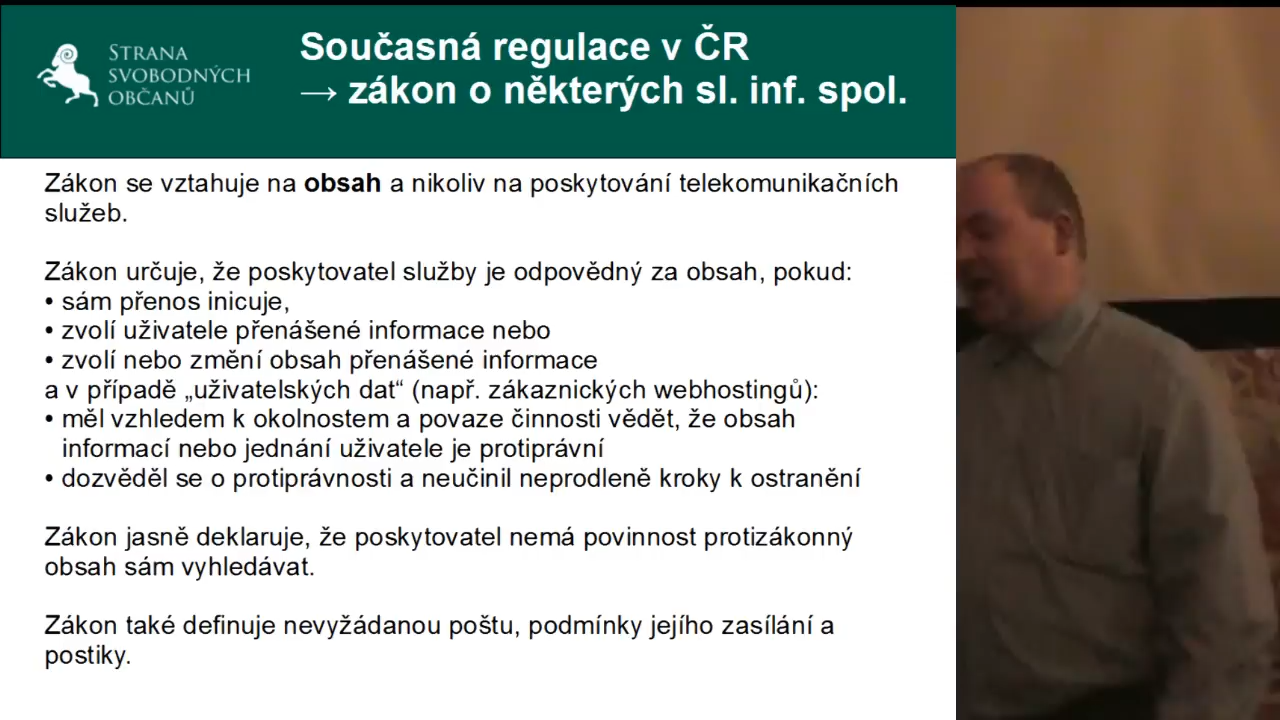 STRANA
SVOBODNÝCH
OBČANŮ
Současná regulace v ČR
→ zákon o některých sl. inf. spol.
Zákon se vztahuje na obsah a nikoliv na poskytování telekomunikačních
služeb.
Zákon určuje, že poskytovatel služby je odpovědný za obsah, pokud:
• sám přenos inicuje,
• zvolí uživatele přenášené informace nebo
• zvolí nebo změní obsah přenášené informace
a v případě „uživatelských dat“ (např. zákaznických webhostingů):
• měl vzhledem k okolnostem a povaze činnosti vědět, že obsah
informací nebo jednání uživatele je protiprávní
• dozvěděl se o protiprávnosti a neučinil neprodleně kroky k ostranění
Zákon jasně deklaruje, že poskytovatel nemá povinnost protizákonný
obsah sám vyhledávat.
Zákon také definuje nevyžádanou poštu, podmínky jejího zasílání a
postiky.